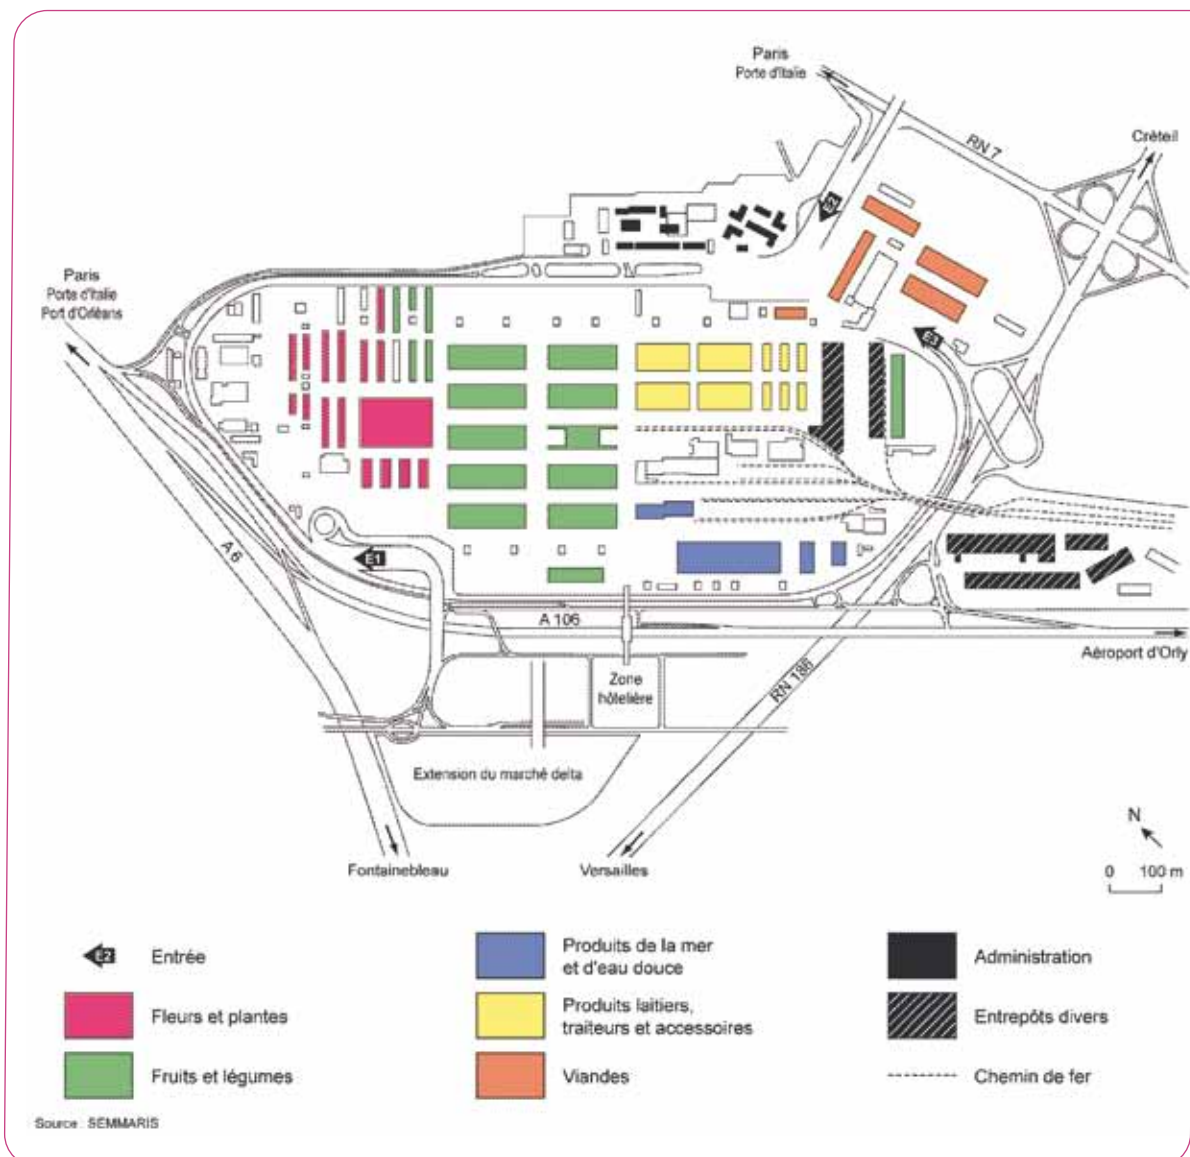 Paris
Porte d'Italie
RN 7
Créteil
E2
Paris
Porte d'Italie
Port d'Orléans
E3
A 6
E1
A 106
Aéroport d'Orly
Zone
hôtelière
RN 186
Extension du marché delta
Fontainebleau
Versailles
N
0 100 m
E2
Entrée
Fleurs et plantes
Fruits et légumes
Produits de la mer
et d'eau douce
Produits laitiers,
traiteurs et accessoires
Viandes
Administration
Entrepôts divers
Chemin de fer
Source : SEMMARIS